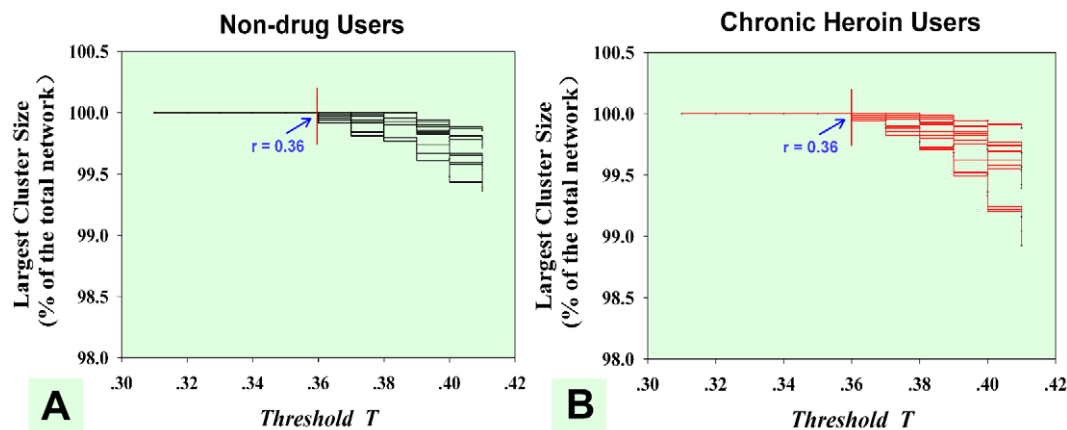 Non-drug Users
Largest Cluster Size
(% of the total network)
100.5
100.0
99.5
99.0
98.5
98.0
r = 0.36
.30
.32
.34
.36
.38
.40
.42
Threshold T
A
Chronic Heroin Users
Largest Cluster Size
(% of the total network)
100.5
100.0
99.5
99.0
98.5
98.0
r = 0.36
.30
.32
.34
.36
.38
.40
.42
Threshold T
B